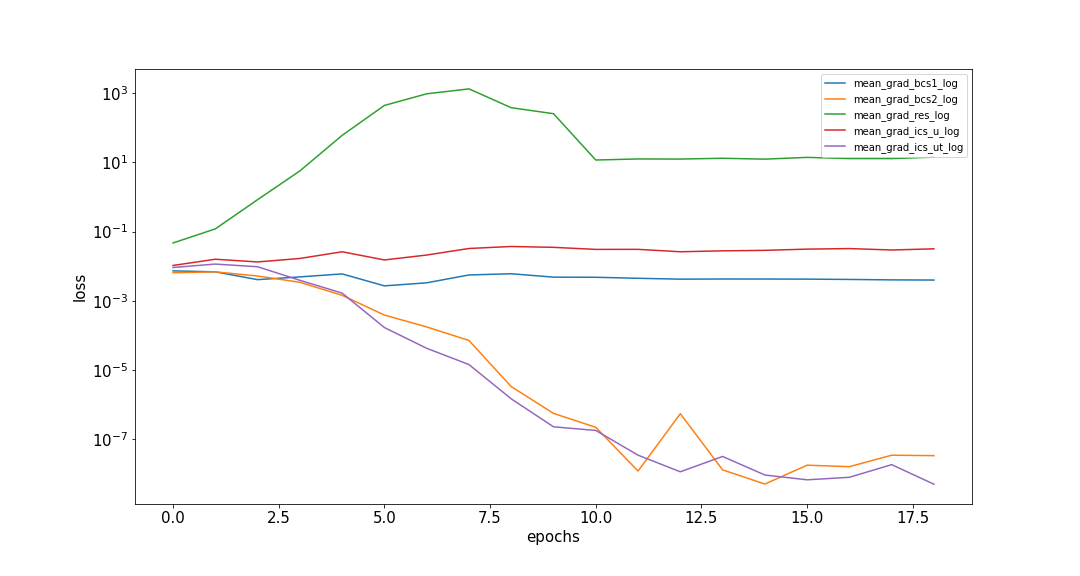 mean_grad_bcs1_log
mean_grad_bcs2_log
mean_grad_res_log
mean_grad_ics_u_log
mean_grad_ics_ut_log
10³
10¹
10⁻¹
10⁻³
10⁻⁵
10⁻⁷
loss
0.0 2.5 5.0 7.5 10.0 12.5 15.0 17.5
epochs